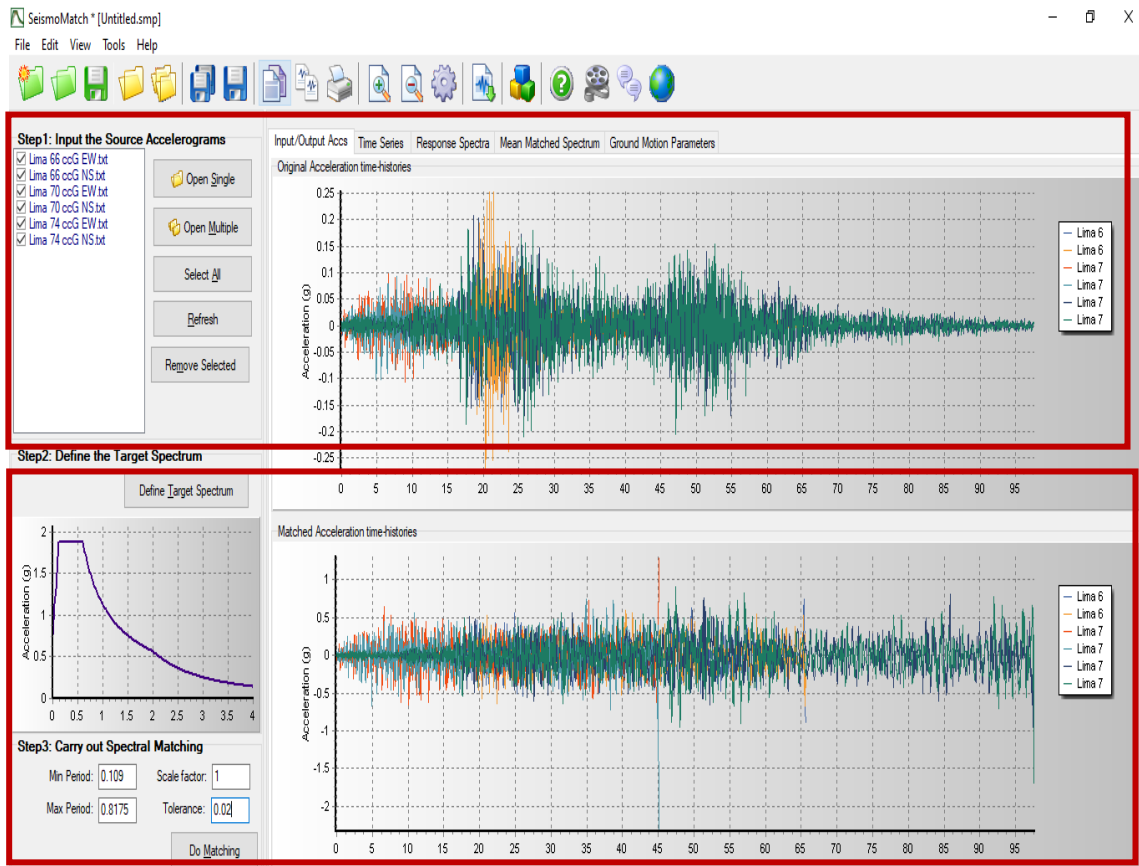 SeismoMatch * [Untitled.smp]
File Edit View Tools Help
Step1: Input the Source Accelerograms
Lima 66 ccG EW.txt
Lima 66 ccG NS.txt
Lima 70 ccG EW.txt
Lima 70 ccG NS.txt
Lima 74 ccG EW.txt
Lima 74 ccG NS.txt
Open Single
Open Multiple
Select All
Refresh
Remove Selected
Input/Output Accs Time Series Response Spectra Mean Matched Spectrum Ground Motion Parameters
Original Acceleration time-histories
Acceleration (g)
0.25
0.2
0.15
0.1
0.05
0
-0.05
-0.1
-0.15
-0.2
-0.25
0 5 10 15 20 25 30 35 40 45 50 55 60 65 70 75 80 85 90 95
Lima 6
Lima 6
Lima 7
Lima 7
Lima 7
Lima 7
Step2: Define the Target Spectrum
Define Target Spectrum
Acceleration (g)
2
1.5
1
0.5
0
0 0.5 1 1.5 2 2.5 3 3.5 4
Matched Acceleration time-histories
Acceleration (g)
1
0.5
0
-0.5
-1
-1.5
-2
0 5 10 15 20 25 30 35 40 45 50 55 60 65 70 75 80 85 90 95
Lima 6
Lima 6
Lima 7
Lima 7
Lima 7
Lima 7
Step3: Carry out Spectral Matching
Min Period: 0.109 Scale factor: 1
Max Period: 0.8175 Tolerance: 0.02
Do Matching